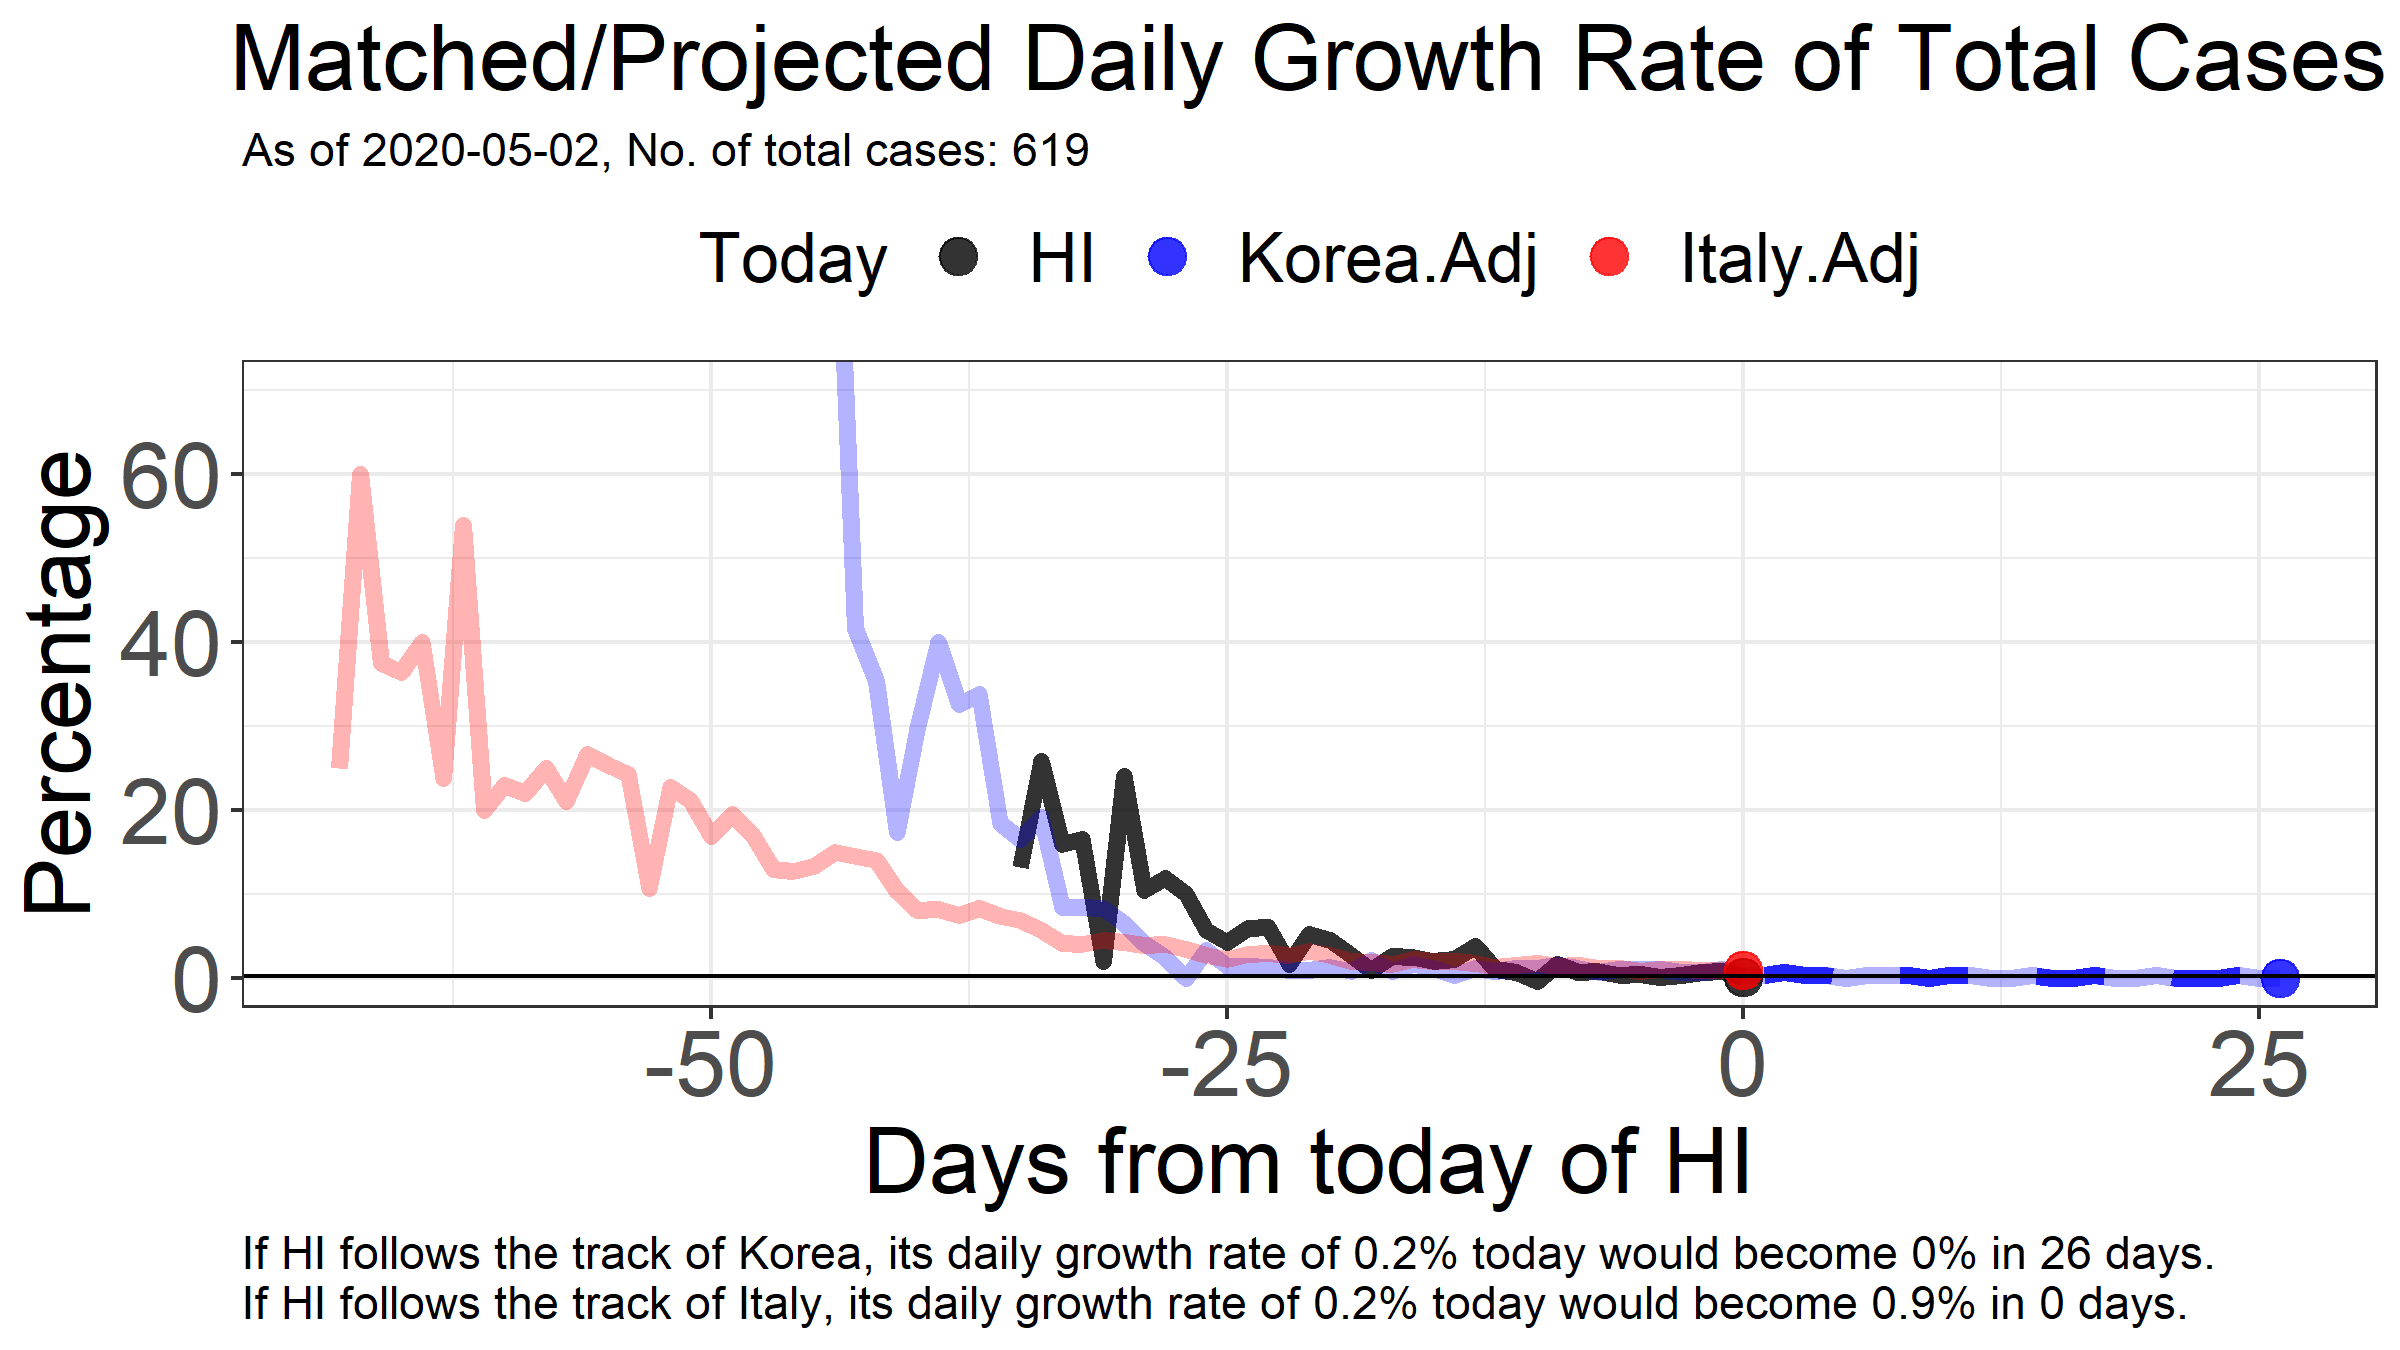 Matched/Projected Daily Growth Rate of Total Cases
As of 2020-05-02, No. of total cases: 619
Today HI Korea.Adj Italy.Adj
Percentage
60
40
20
0
-50 -25 0 25
Days from today of HI
If HI follows the track of Korea, its daily growth rate of 0.2% today would become 0% in 26 days.
If HI follows the track of Italy, its daily growth rate of 0.2% today would become 0.9% in 0 days.